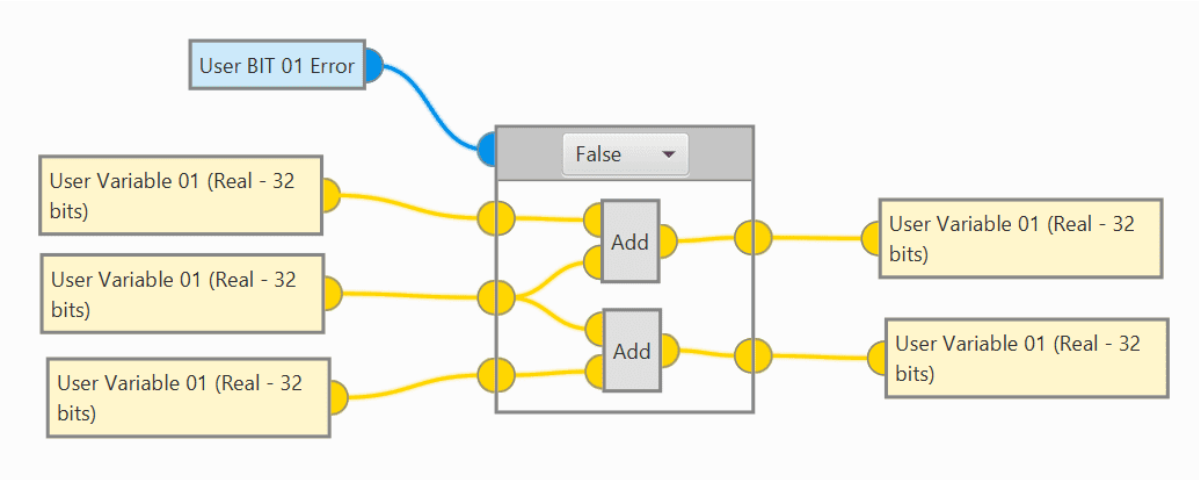 User BIT 01 Error
False
User Variable 01 (Real - 32
bits)
User Variable 01 (Real - 32
bits)
User Variable 01 (Real - 32
bits)
Add
Add
User Variable 01 (Real - 32
bits)
User Variable 01 (Real - 32
bits)